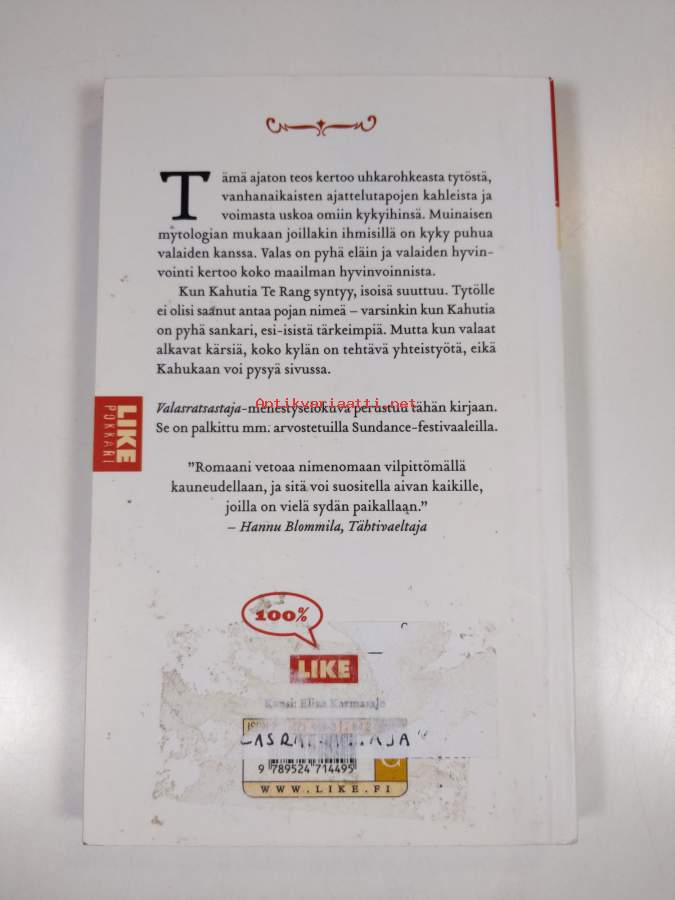 Tämä ajaton teos kertoo uhkarohkeasta tytöstä,
vanhanaikaisten ajattelutapojen kahleista ja
voimasta uskoa omiin kykyihinsä. Muinaisen
mytologian mukaan joillakin ihmisillä on kyky puhua
valaiden kanssa. Valas on pyhä eläin ja valaiden hyvin-
vointi kertoo koko maailman hyvinvoinnista.
Kun Kahutia Te Rang syntyy, isoisä suuttuu. Tytölle
ei olisi saanut antaa pojan nimeä – varsinkin kun Kahutia
on pyhä sankari, esi-isistä tärkeimpiä. Mutta kun valaat
alkavat kärsiä, koko kylän on tehtävä yhteistyötä, eikä
Kahukaan voi pysyä sivussa.
Antikvariaatti.net
Valasratsastaja-menestyselokuva perustuu tähän kirjaan.
Se on palkittu mm. arvostetuilla Sundance-festivaaleilla.
LIKE
POKKARI
”Romaani vetoaa nimenomaan vilpittömällä
kauneudellaan, ja sitä voi suositella aivan kaikille,
joilla on vielä sydän paikallaan.”
– Hannu Blommila, Tähtivaeltaja
100%
LIKE
Kansi: Elina
9 789524 714495
WWW.LIKE.FI